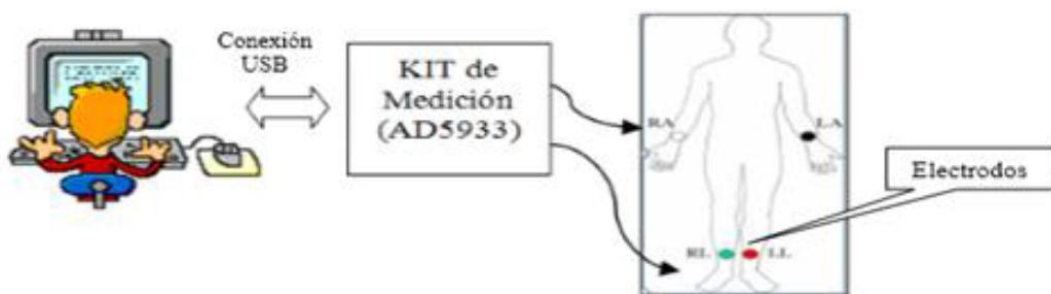 Conexión
USB
KIT de
Medición
(AD5933)
RA
LA
Electrodos
RL
LL